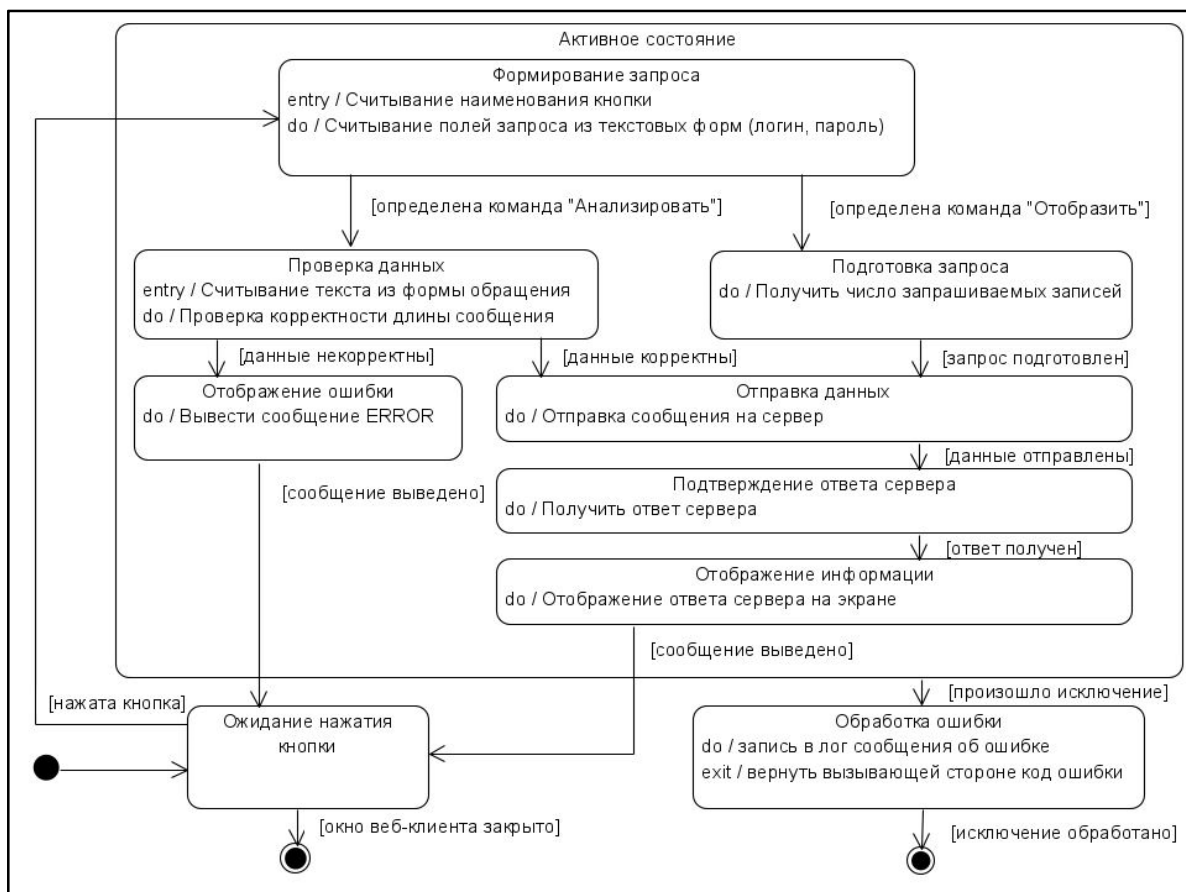 Активное состояние
Формирование запроса
entry / Считывание наименования кнопки
do / Считывание полей запроса из текстовых форм (логин, пароль)
[определена команда "Анализировать"]
[определена команда "Отобразить"]
Проверка данных
entry / Считывание текста из формы обращения
do / Проверка корректности длины сообщения
Подготовка запроса
do / Получить число запрашиваемых записей
[данные некорректны]
[данные корректны]
[запрос подготовлен]
Отображение ошибки
do / Вывести сообщение ERROR
Отправка данных
do / Отправка сообщения на сервер
[данные отправлены]
[сообщение выведено]
Подтверждение ответа сервера
do / Получить ответ сервера
[ответ получен]
Отображение информации
do / Отображение ответа сервера на экране
[сообщение выведено]
[нажата кнопка]
[произошло исключение]
Ожидание нажатия
кнопки
Обработка ошибки
do / запись в лог сообщения об ошибке
exit / вернуть вызывающей стороне код ошибки
[окно веб-клиента закрыто]
[исключение обработано]